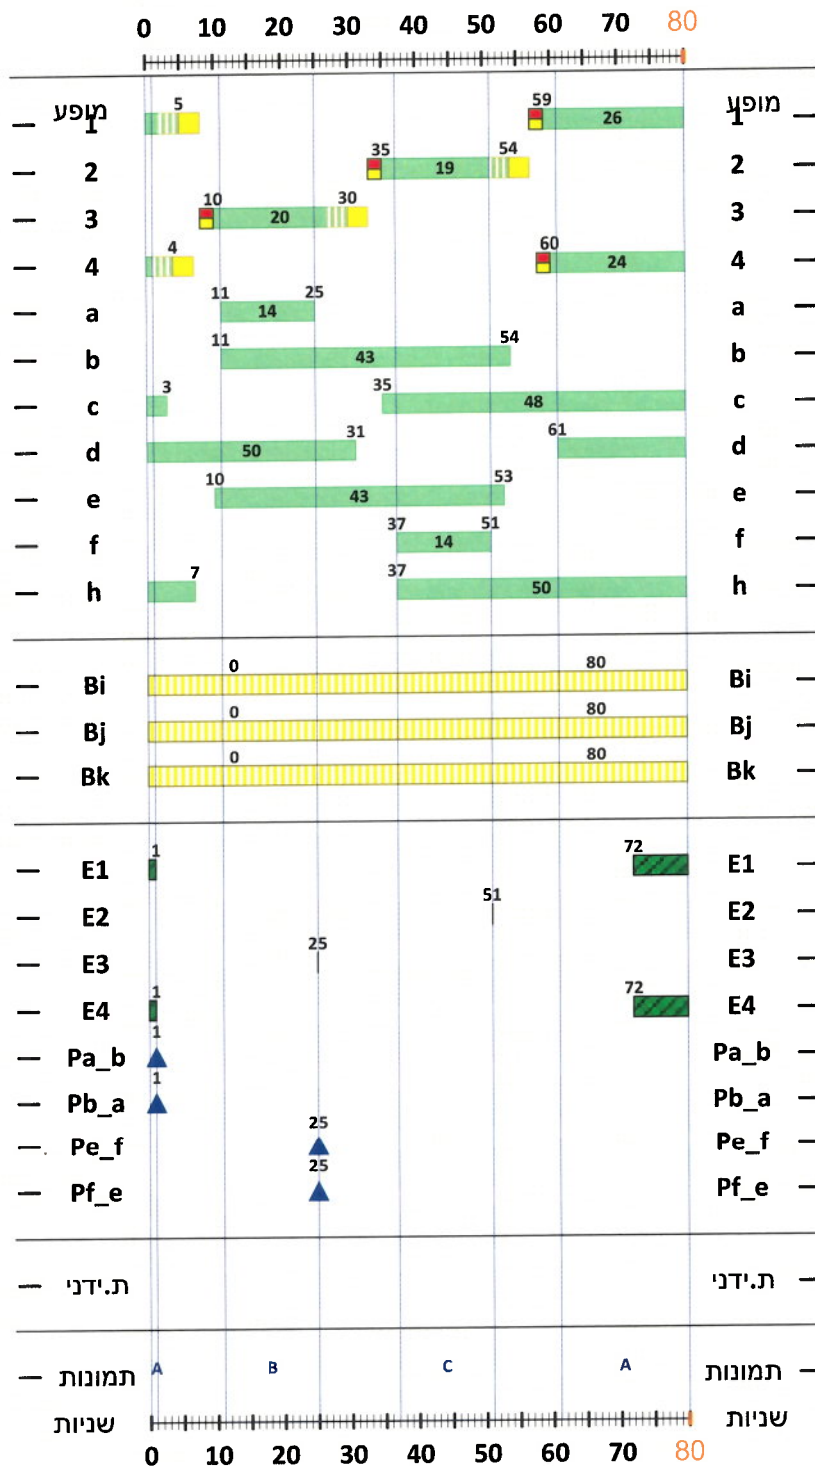 0 10 20 30 40 50 60 70 80
מופע 5 59 מופע
1 26 1
35 54
2 19 2
10 30
3 20 3
4 60
4 24 4
11 25
a 14 a
11 54
b 43 b
3 35
c 48 c
31 61
d 50 d
10 53
e 43 e
37 51
f 14 f
7 37
h 50 h
0 80
Bi Bi
0 80
Bj Bj
0 80
Bk Bk
1 72
E1 E1
51
E2 E2
25
E3 E3
1 72
E4 E4
1
Pa_b Pa_b
1
Pb_a Pb_a
25
Pe_f Pe_f
25
Pf_e Pf_e
ת.ידני ת.ידני
תמונות A B C A תמונות
שניות שניות
0 10 20 30 40 50 60 70 80